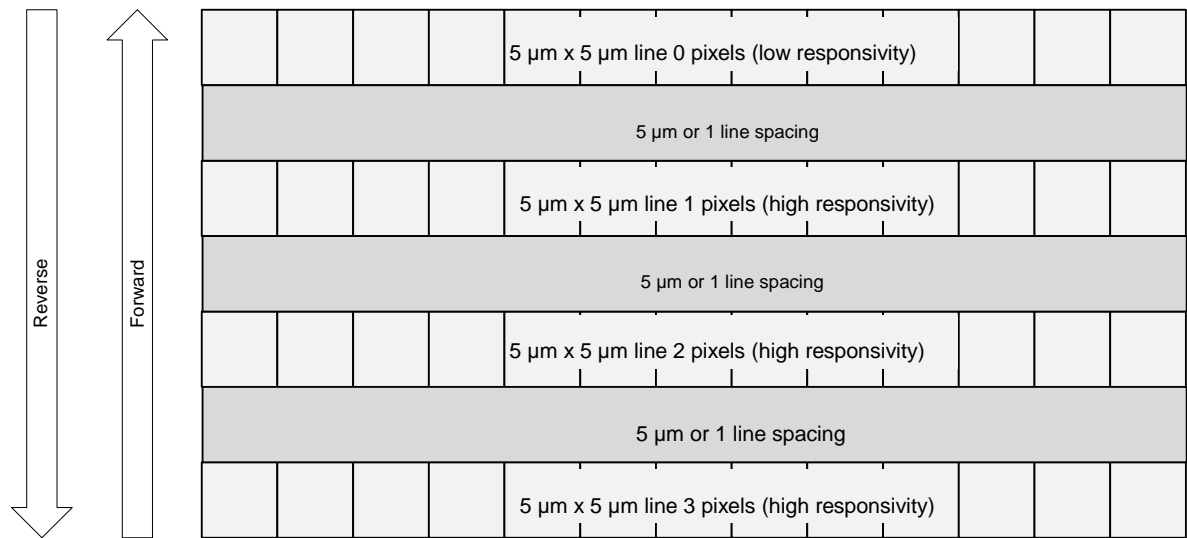 5 µm x 5 µm line 0 pixels (low responsivity)
5 µm or 1 line spacing
5 µm x 5 µm line 1 pixels (high responsivity)
5 µm or 1 line spacing
5 µm x 5 µm line 2 pixels (high responsivity)
5 µm or 1 line spacing
5 µm x 5 µm line 3 pixels (high responsivity)
Reverse
Forward